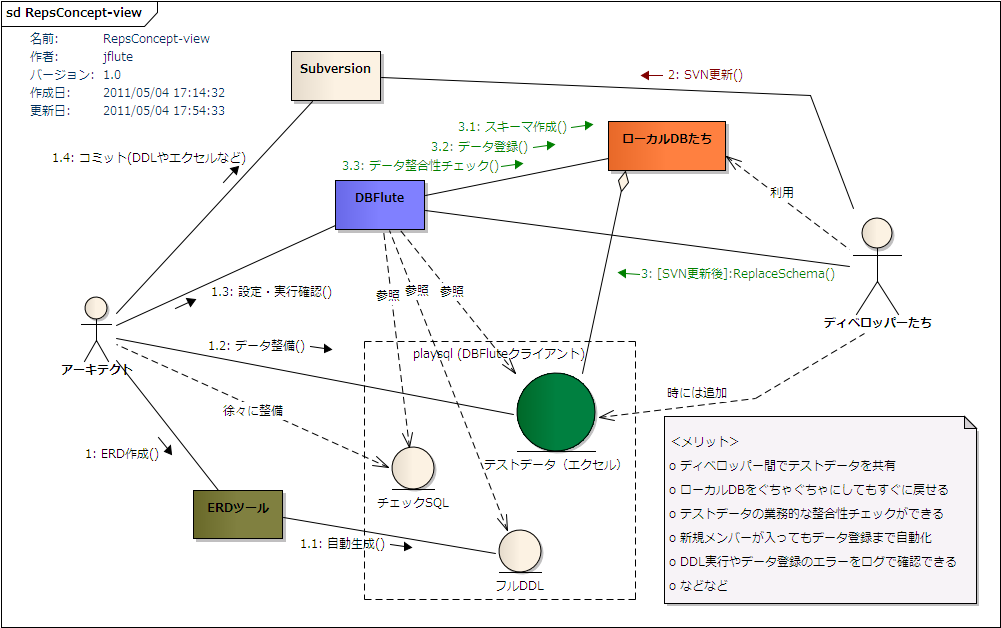 sd RepsConcept-view
名前: RepsConcept-view
作者: jflute
バージョン: 1.0
作成日: 2011/05/04 17:14:32
更新日: 2011/05/04 17:54:33
Subversion
2: SVN更新()
3.1: スキーマ作成()
3.2: データ登録()
3.3: データ整合性チェック()
ローカルDBたち
1.4: コミット(DDLやエクセルなど)
DBFlute
利用
3: [SVN更新後]:ReplaceSchema()
参照
参照
参照
1.3: 設定・実行確認()
ディベロッパーたち
1.2: データ整備()
playsql (DBFluteクライアント)
アーキテクト
徐々に整備
時には追加
1: ERD作成()
テストデータ（エクセル）
チェックSQL
ERDツール
1.1: 自動生成()
フルDDL
＜メリット＞
o ディベロッパー間でテストデータを共有
o ローカルDBをぐちゃぐちゃにしてもすぐに戻せる
o テストデータの業務的な整合性チェックができる
o 新規メンバーが入ってもデータ登録まで自動化
o DDL実行やデータ登録のエラーをログで確認できる
o などなど